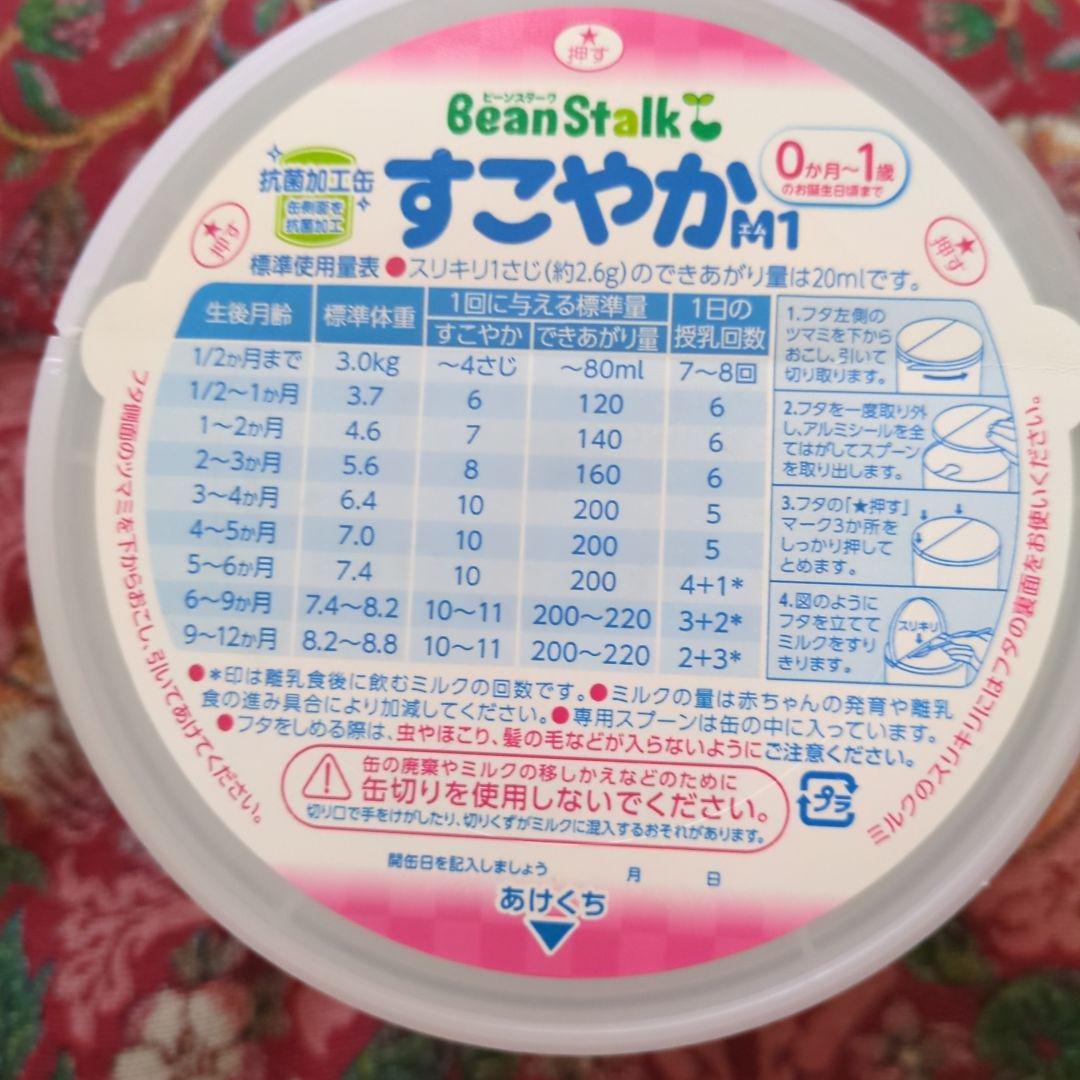 ★
押す
ビーンスターク
BeanStalk
抗菌加工缶
缶側面を
抗菌加工
すこやかM1
エム
0か月～1歳
のお誕生日頃まで
★押す
★押す
標準使用量表 ●スリキリ1さじ(約2.6g)のできあがり量は20mlです。
生後月齢 標準体重 1回に与える標準量 1日の
すこやか できあがり量 授乳回数
1/2か月まで 3.0kg ～4さじ ～80ml 7～8回
1/2～1か月 3.7 6 120 6
1～2か月 4.6 7 140 6
2～3か月 5.6 8 160 6
3～4か月 6.4 10 200 5
4～5か月 7.0 10 200 5
5～6か月 7.4 10 200 4+1*
6～9か月 7.4～8.2 10～11 200～220 3+2*
9～12か月 8.2～8.8 10～11 200～220 2+3*
1.フタ左側の
ツマミを下から
おこし、引いて
切り取ります。
2.フタを一度取り外
し、アルミシールを全
てはがしてスプーン
を取り出します。
3.フタの「★押す」
マーク3か所を
しっかり押して
とめます。
4.図のように
フタを立てて
ミルクをすり
きります。
スリキリ
●*印は離乳食後に飲むミルクの回数です。●ミルクの量は赤ちゃんの発育や離乳
食の進み具合により加減してください。●専用スプーンは缶の中に入っています。
●フタをしめる際は、虫やほこり、髪の毛などが入らないようにご注意ください。
缶の廃棄やミルクの移しかえなどのために
缶切りを使用しないでください。
切り口で手をけがしたり、切りくずがミルクに混入するおそれがあります。
プラ
開缶日を記入しましょう 月 日
あけくち
フタ側面のツマミを下からおこし、引いてあけてください。
ミルクのスリキリにはフタの裏面をお使いください。